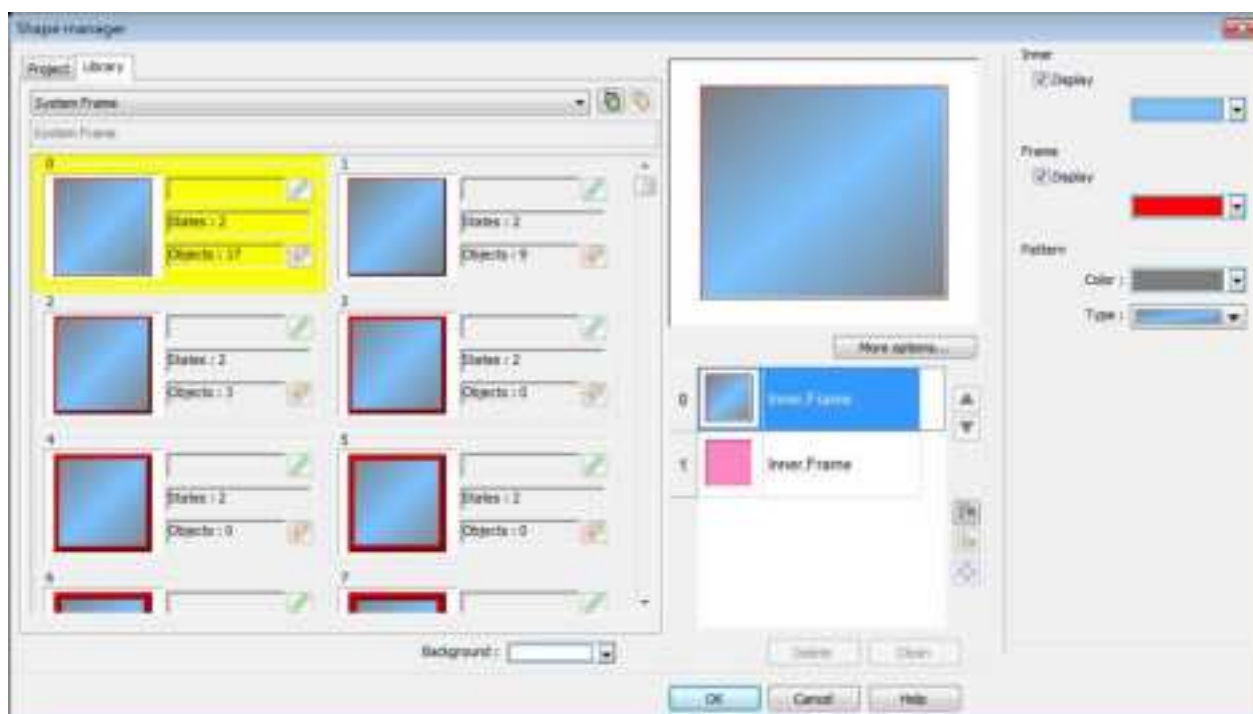 Shape manager
Project
Library
System Frame
System Frame
0
States : 2
Objects : 17
1
States : 2
Objects : 9
2
States : 2
Objects : 3
3
States : 2
Objects : 0
4
States : 2
Objects : 0
5
States : 2
Objects : 0
6
7
Background :
More options...
0
Inner.Frame
1
Inner.Frame
Delete
Clean
OK
Cancel
Help
Inner
Display
Frame
Display
Pattern
Color :
Type :